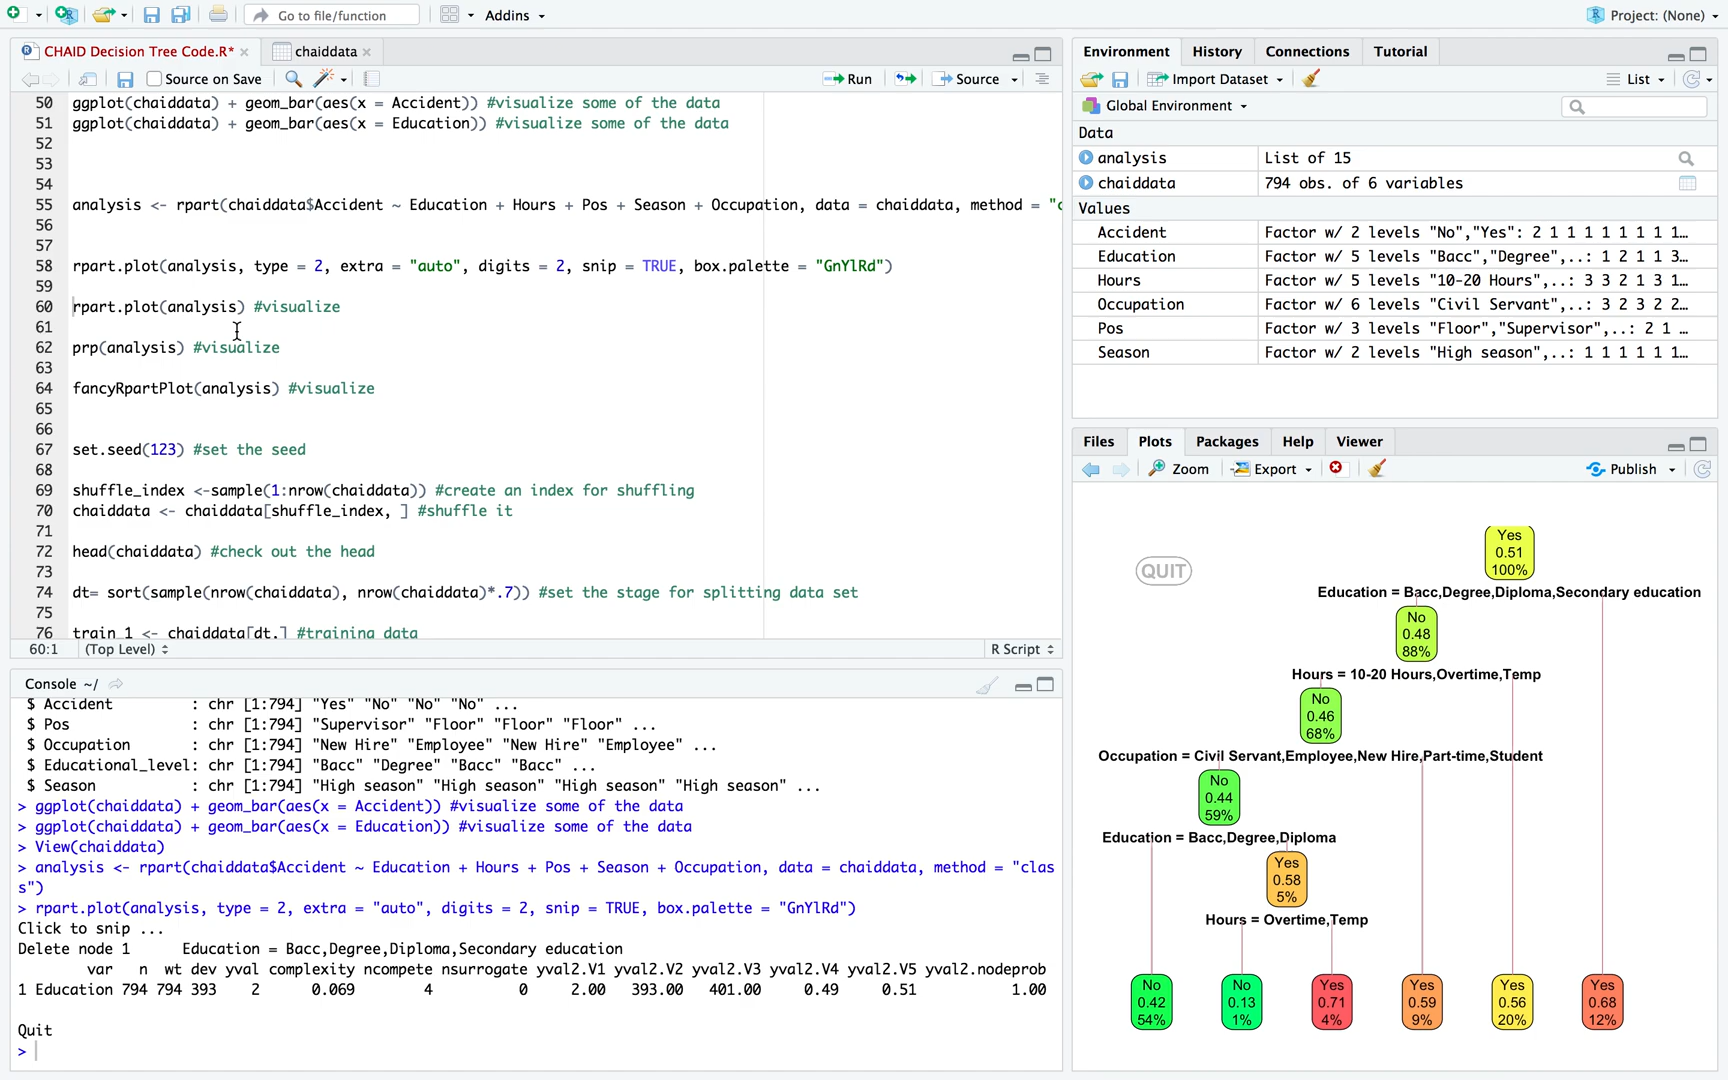 Go to file/function
Addins
Project: (None)
CHAID Decision Tree Code.R*
chaiddata
Source on Save
Run
Source
50 ggplot(chaiddata) + geom_bar(aes(x = Accident)) #visualize some of the data
51 ggplot(chaiddata) + geom_bar(aes(x = Education)) #visualize some of the data
52
53
54
55 analysis <- rpart(chaiddata$Accident ~ Education + Hours + Pos + Season + Occupation, data = chaiddata, method = "c
56
57
58 rpart.plot(analysis, type = 2, extra = "auto", digits = 2, snip = TRUE, box.palette = "GnYlRd")
59
60 rpart.plot(analysis) #visualize
61
62 prp(analysis) #visualize
63
64 fancyRpartPlot(analysis) #visualize
65
66
67 set.seed(123) #set the seed
68
69 shuffle_index <-sample(1:nrow(chaiddata)) #create an index for shuffling
70 chaiddata <- chaiddata[shuffle_index, ] #shuffle it
71
72 head(chaiddata) #check out the head
73
74 dt= sort(sample(nrow(chaiddata), nrow(chaiddata)*.7)) #set the stage for splitting data set
75
76 train_1 <- chaiddata[dt,] #training data
60:1 (Top Level) R Script
Console ~/
$ Accident : chr [1:794] "Yes" "No" "No" "No" ...
$ Pos : chr [1:794] "Supervisor" "Floor" "Floor" "Floor" ...
$ Occupation : chr [1:794] "New Hire" "Employee" "New Hire" "Employee" ...
$ Educational_level: chr [1:794] "Bacc" "Degree" "Bacc" "Bacc" ...
$ Season : chr [1:794] "High season" "High season" "High season" "High season" ...
> ggplot(chaiddata) + geom_bar(aes(x = Accident)) #visualize some of the data
> ggplot(chaiddata) + geom_bar(aes(x = Education)) #visualize some of the data
> View(chaiddata)
> analysis <- rpart(chaiddata$Accident ~ Education + Hours + Pos + Season + Occupation, data = chaiddata, method = "clas
s")
> rpart.plot(analysis, type = 2, extra = "auto", digits = 2, snip = TRUE, box.palette = "GnYlRd")
Click to snip ...
Delete node 1 Education = Bacc,Degree,Diploma,Secondary education
var n wt dev yval complexity ncompete nsurrogate yval2.V1 yval2.V2 yval2.V3 yval2.V4 yval2.V5 yval2.nodeprob
1 Education 794 794 393 2 0.069 4 0 2.00 393.00 401.00 0.49 0.51 1.00
Quit
>
Environment History Connections Tutorial
Import Dataset
List
Global Environment
Data
analysis List of 15
chaiddata 794 obs. of 6 variables
Values
Accident Factor w/ 2 levels "No","Yes": 2 1 1 1 1 1 1 1 1…
Education Factor w/ 5 levels "Bacc","Degree",..: 1 2 1 1 3…
Hours Factor w/ 5 levels "10-20 Hours",..: 3 3 2 1 3 1…
Occupation Factor w/ 6 levels "Civil Servant",..: 3 2 3 2 2…
Pos Factor w/ 3 levels "Floor","Supervisor",..: 2 1 …
Season Factor w/ 2 levels "High season",..: 1 1 1 1 1 1…
Files Plots Packages Help Viewer
Zoom
Export
Publish
QUIT
Yes
0.51
100%
Education = Bacc,Degree,Diploma,Secondary education
No
0.48
88%
Hours = 10-20 Hours,Overtime,Temp
No
0.46
68%
Occupation = Civil Servant,Employee,New Hire,Part-time,Student
No
0.44
59%
Education = Bacc,Degree,Diploma
Yes
0.58
5%
Hours = Overtime,Temp
No No Yes Yes Yes Yes
0.42 0.13 0.71 0.59 0.56 0.68
54% 1% 4% 9% 20% 12%